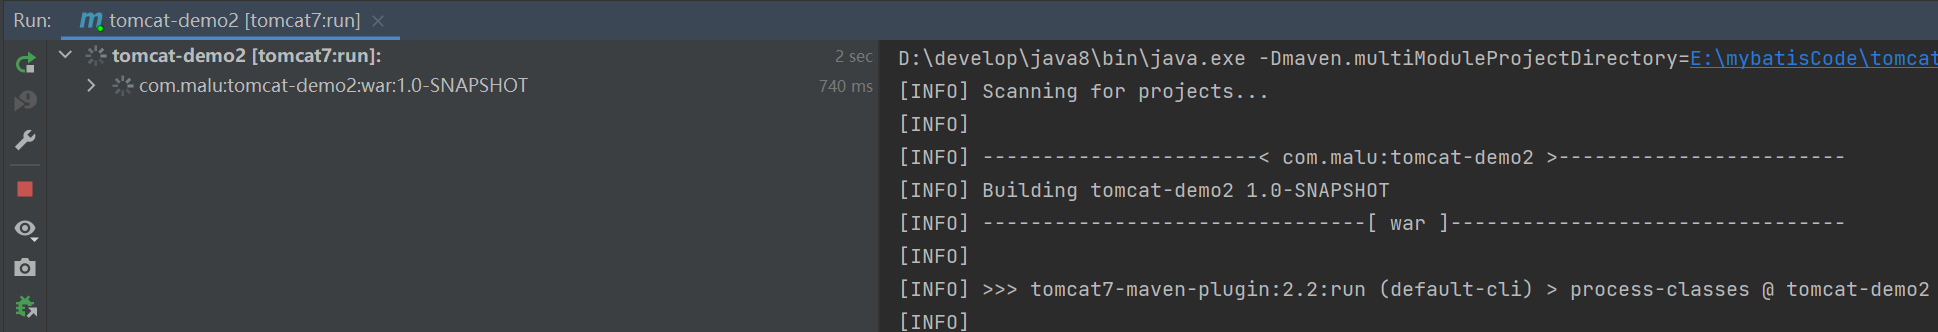 Run: tomcat-demo2 [tomcat7:run]
tomcat-demo2 [tomcat7:run]: 2 sec
com.malu:tomcat-demo2:war:1.0-SNAPSHOT 740 ms
D:\develop\java8\bin\java.exe -Dmaven.multiModuleProjectDirectory=E:\mybatisCode\tomcat
[INFO] Scanning for projects...
[INFO]
[INFO] -----------------------< com.malu:tomcat-demo2 >------------------------
[INFO] Building tomcat-demo2 1.0-SNAPSHOT
[INFO] --------------------------------[ war ]---------------------------------
[INFO]
[INFO] >>> tomcat7-maven-plugin:2.2:run (default-cli) > process-classes @ tomcat-demo2
[INFO]